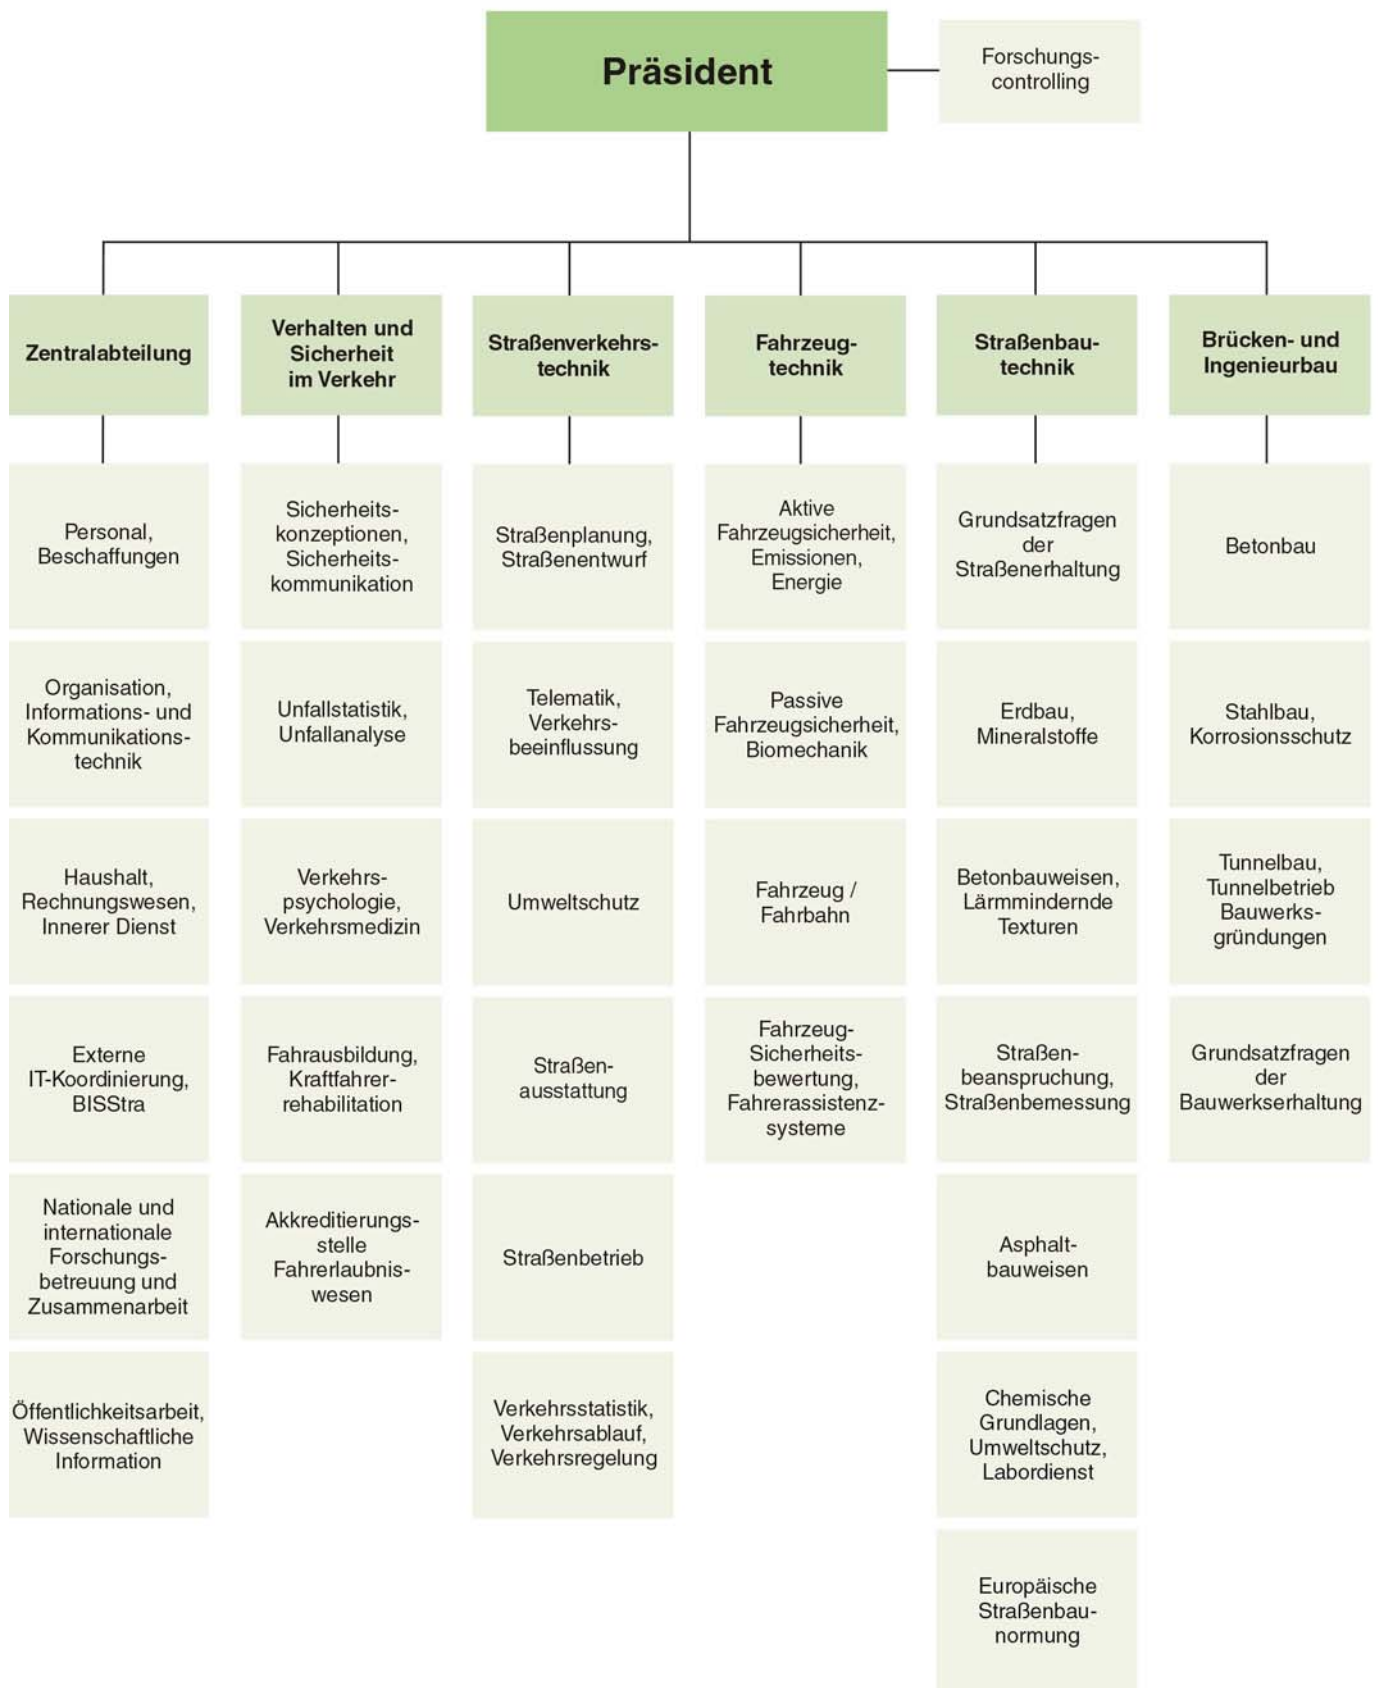 Präsident
Forschungs-
controlling
Zentralabteilung
Verhalten und
Sicherheit
im Verkehr
Straßenverkehrs-
technik
Fahrzeug-
technik
Straßenbau-
technik
Brücken- und
Ingenieurbau
Personal,
Beschaffungen
Organisation,
Informations- und
Kommunikations-
technik
Haushalt,
Rechnungswesen,
Innerer Dienst
Externe
IT-Koordinierung,
BISStra
Nationale und
internationale
Forschungs-
betreuung und
Zusammenarbeit
Öffentlichkeitsarbeit,
Wissenschaftliche
Information
Sicherheits-
konzeptionen,
Sicherheits-
kommunikation
Unfallstatistik,
Unfallanalyse
Verkehrs-
psychologie,
Verkehrsmedizin
Fahrausbildung,
Kraftfahrer-
rehabilitation
Akkreditierungs-
stelle
Fahrerlaubnis-
wesen
Straßenplanung,
Straßenentwurf
Telematik,
Verkehrs-
beeinflussung
Umweltschutz
Straßen-
ausstattung
Straßenbetrieb
Verkehrsstatistik,
Verkehrsablauf,
Verkehrsregelung
Aktive
Fahrzeugsicherheit,
Emissionen,
Energie
Passive
Fahrzeugsicherheit,
Biomechanik
Fahrzeug /
Fahrbahn
Fahrzeug-
Sicherheits-
bewertung,
Fahrerassistenz-
systeme
Grundsatzfragen
der
Straßenerhaltung
Erdbau,
Mineralstoffe
Betonbauweisen,
Lärmmindernde
Texturen
Straßen-
beanspruchung,
Straßenbemessung
Asphalt-
bauweisen
Chemische
Grundlagen,
Umweltschutz,
Labordienst
Europäische
Straßenbau-
normung
Betonbau
Stahlbau,
Korrosionsschutz
Tunnelbau,
Tunnelbetrieb
Bauwerks-
gründungen
Grundsatzfragen
der
Bauwerkserhaltung